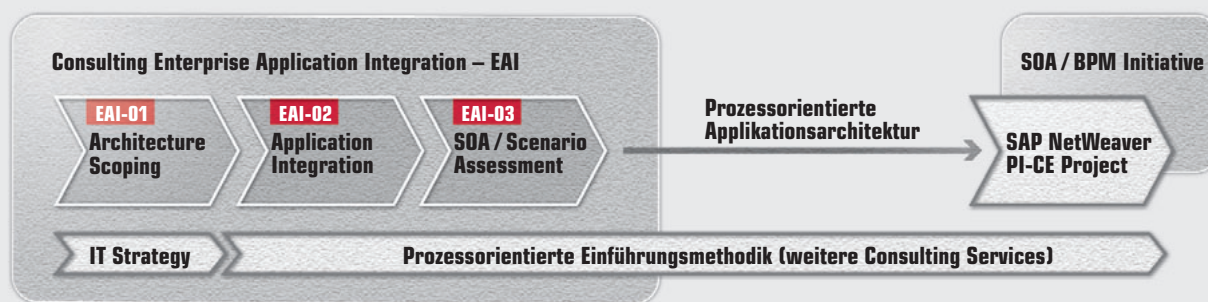 Consulting Enterprise Application Integration – EAI
SOA / BPM Initiative
EAI-01
Architecture
Scoping
EAI-02
Application
Integration
EAI-03
SOA / Scenario
Assessment
Prozessorientierte
Applikationsarchitektur
SAP NetWeaver
PI-CE Project
IT Strategy
Prozessorientierte Einführungsmethodik (weitere Consulting Services)